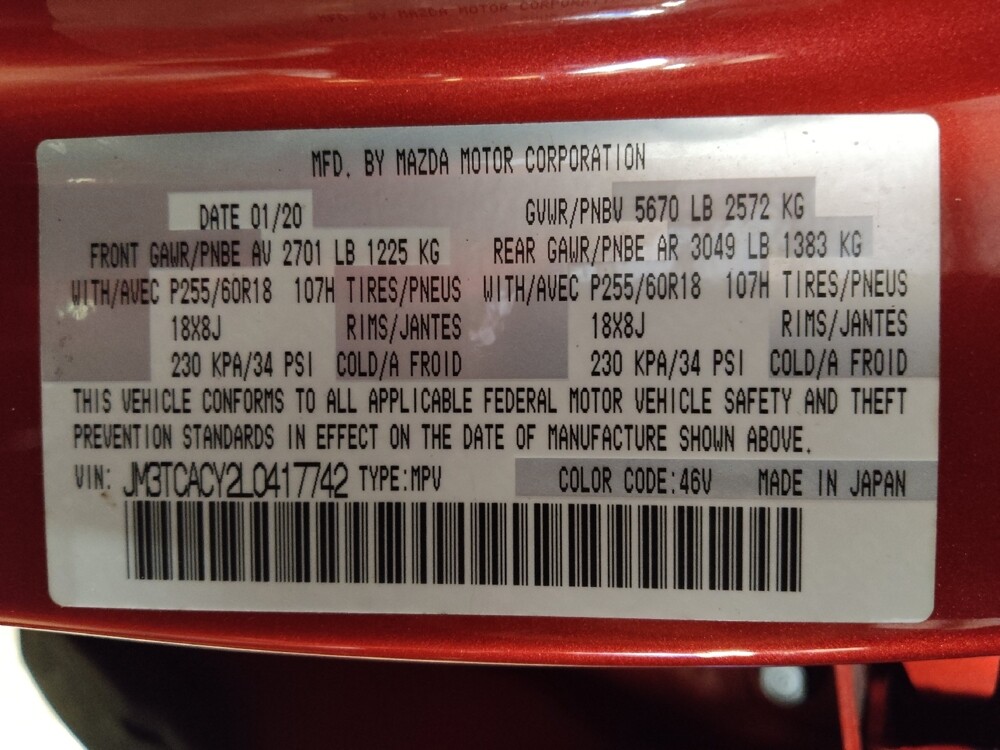 MFD. BY MAZDA MOTOR CORPORATION
DATE 01/20 GVWR/PNBV 5670 LB 2572 KG
FRONT GAWR/PNBE AV 2701 LB 1225 KG REAR GAWR/PNBE AR 3049 LB 1383 KG
WITH/AVEC P255/60R18 107H TIRES/PNEUS WITH/AVEC P255/60R18 107H TIRES/PNEUS
18X8J RIMS/JANTES 18X8J RIMS/JANTES
230 KPA/34 PSI COLD/A FROID 230 KPA/34 PSI COLD/A FROID
THIS VEHICLE CONFORMS TO ALL APPLICABLE FEDERAL MOTOR VEHICLE SAFETY AND THEFT
PREVENTION STANDARDS IN EFFECT ON THE DATE OF MANUFACTURE SHOWN ABOVE.
VIN: JM3TCACY2L0417742 TYPE:MPV COLOR CODE:46V MADE IN JAPAN